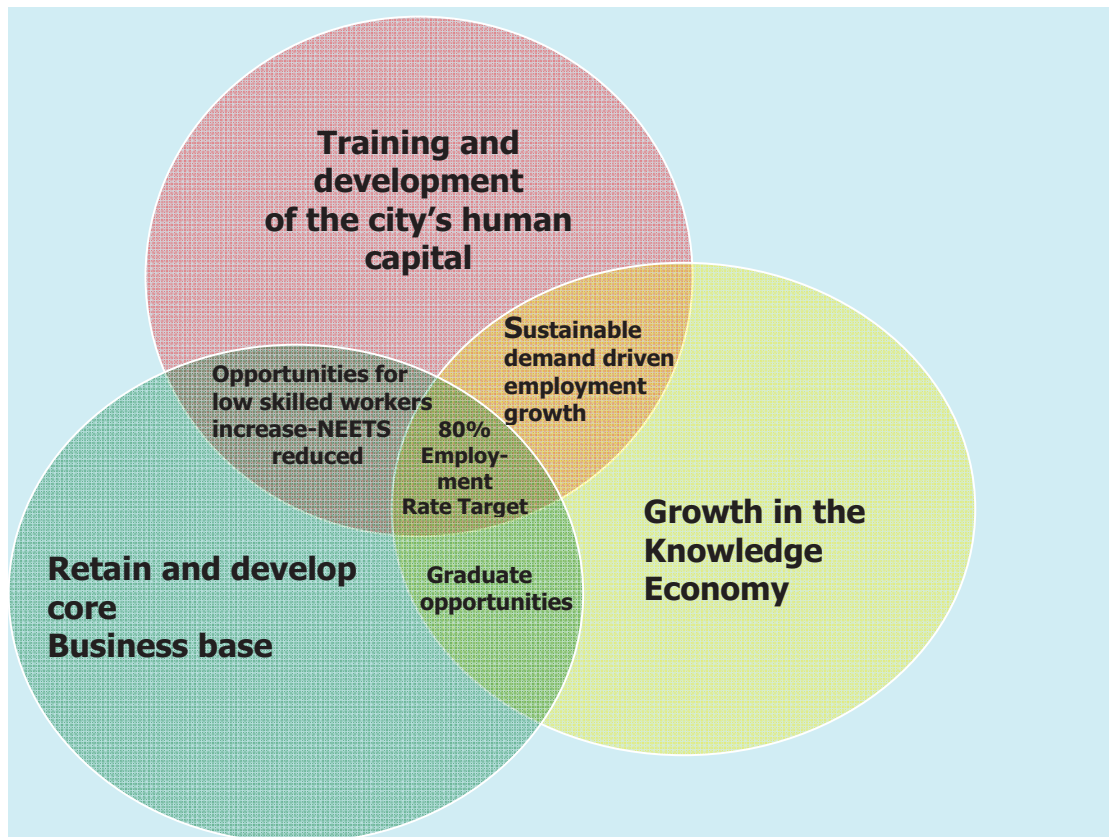 Training and
development
of the city’s human
capital
Sustainable
demand driven
employment
growth
Opportunities for
low skilled workers
increase-NEETS
reduced
80%
Employ-
ment
Rate Target
Growth in the
Knowledge
Economy
Retain and develop
core
Business base
Graduate
opportunities